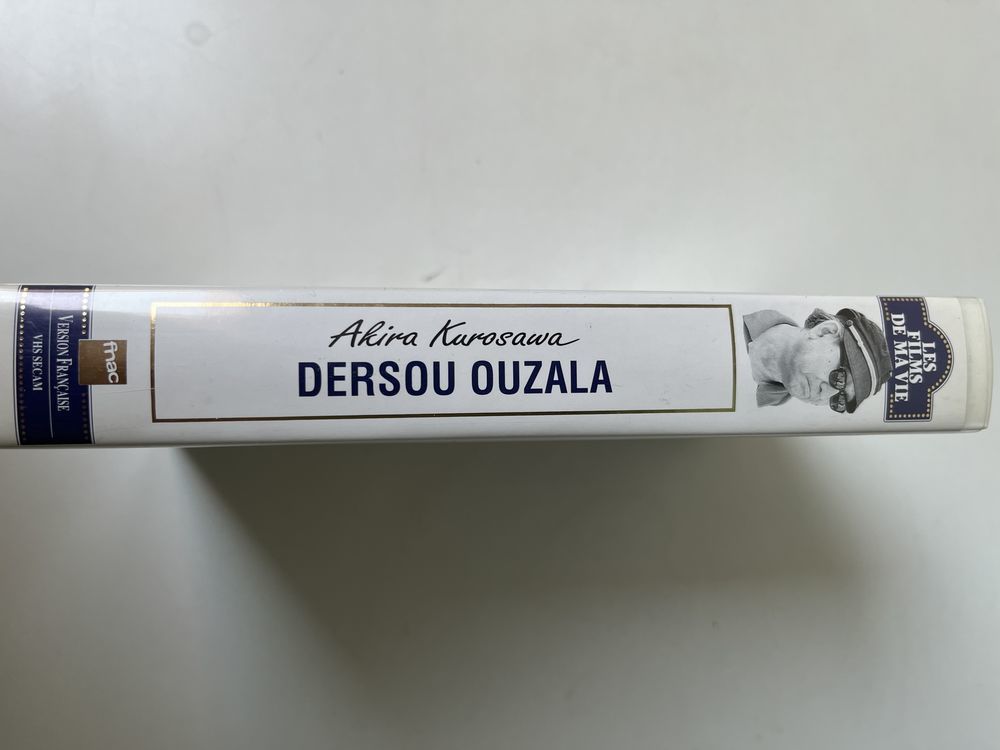 VERSION FRANÇAISE
VHS SECAM
fnac
Akira Kurosawa
DERSOU OUZALA
LES
FILMS
DE MA VIE